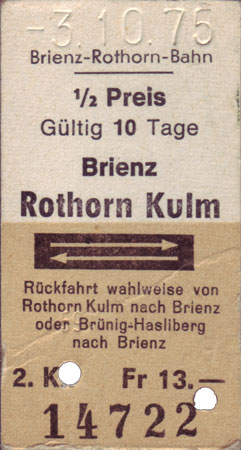 -3.10.75
Brienz-Rothorn-Bahn
½ Preis
Gültig 10 Tage
Brienz
Rothorn Kulm
Rückfahrt wahlweise von
Rothorn Kulm nach Brienz
oder Brünig-Hasliberg
nach Brienz
2. Fr 13.—
14722